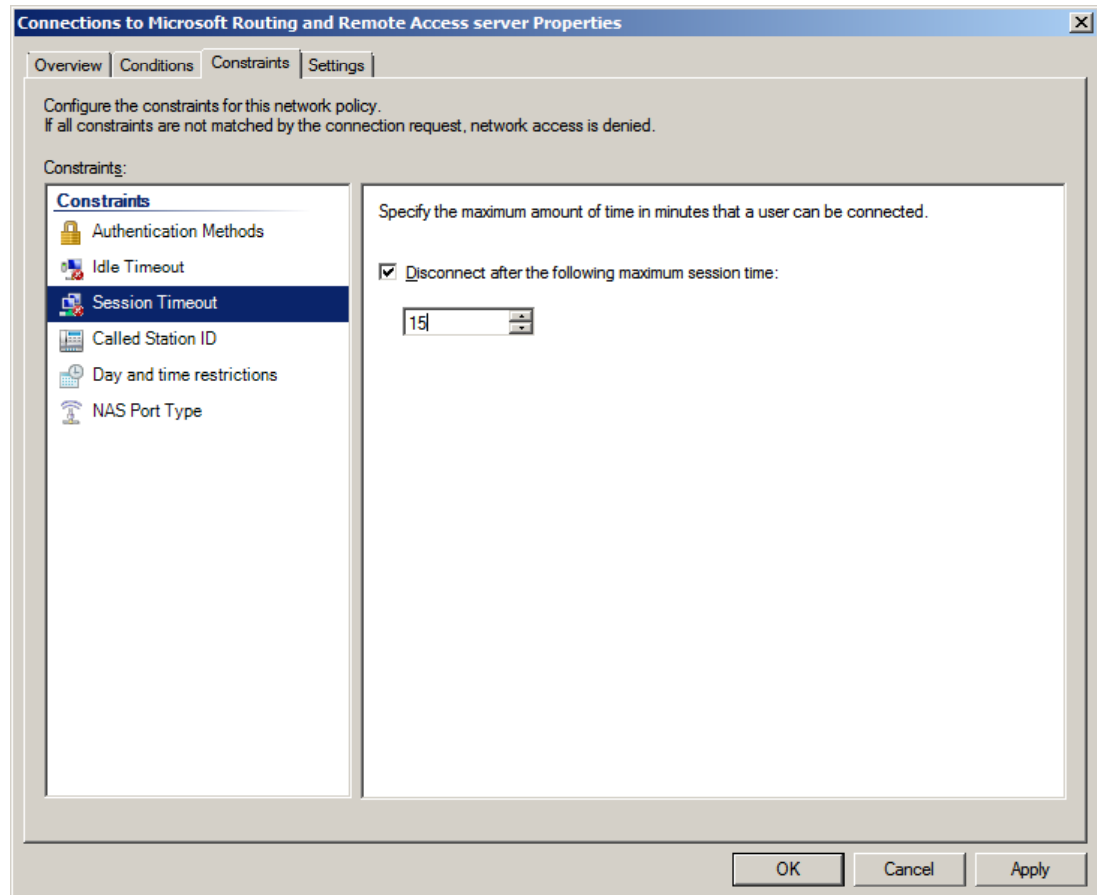 Connections to Microsoft Routing and Remote Access server Properties
Overview
Conditions
Constraints
Settings
Configure the constraints for this network policy.
If all constraints are not matched by the connection request, network access is denied.
Constraints:
Constraints
Authentication Methods
Idle Timeout
Session Timeout
Called Station ID
Day and time restrictions
NAS Port Type
Specify the maximum amount of time in minutes that a user can be connected.
Disconnect after the following maximum session time:
15
OK
Cancel
Apply